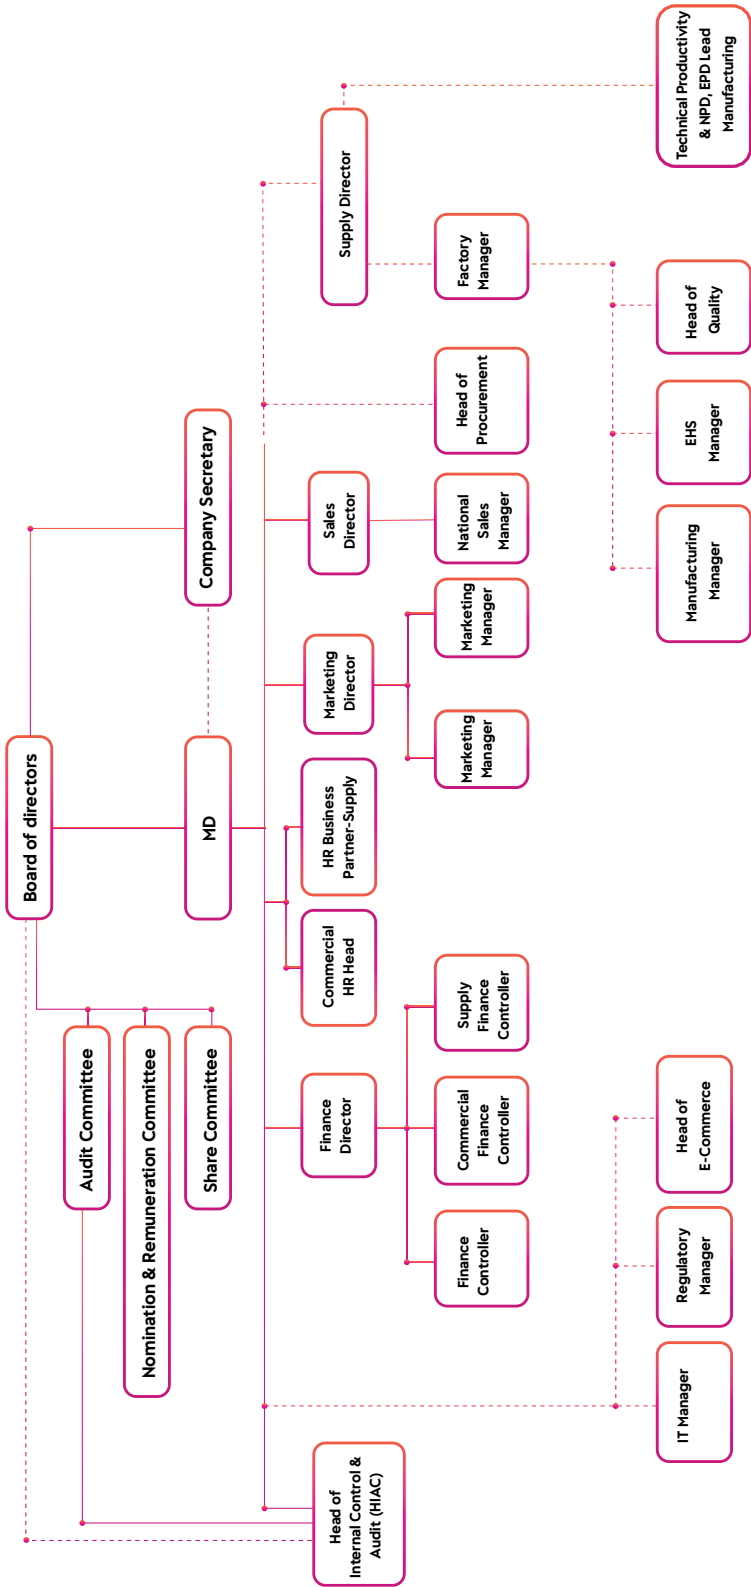 Board of directors
Audit Committee
Nomination & Remuneration Committee
Share Committee
MD
Company Secretary
Head of
Internal Control &
Audit (HIAC)
Finance
Director
Commercial
HR Head
HR Business
Partner-Supply
Marketing
Director
Sales
Director
Supply Director
Finance
Controller
Commercial
Finance
Controller
Supply
Finance
Controller
Marketing
Manager
Marketing
Manager
National
Sales
Manager
Head of
Procurement
Factory
Manager
IT Manager
Regulatory
Manager
Head of
E-Commerce
Manufacturing
Manager
EHS
Manager
Head of
Quality
Technical Productivity
& NPD, EPD Lead
Manufacturing